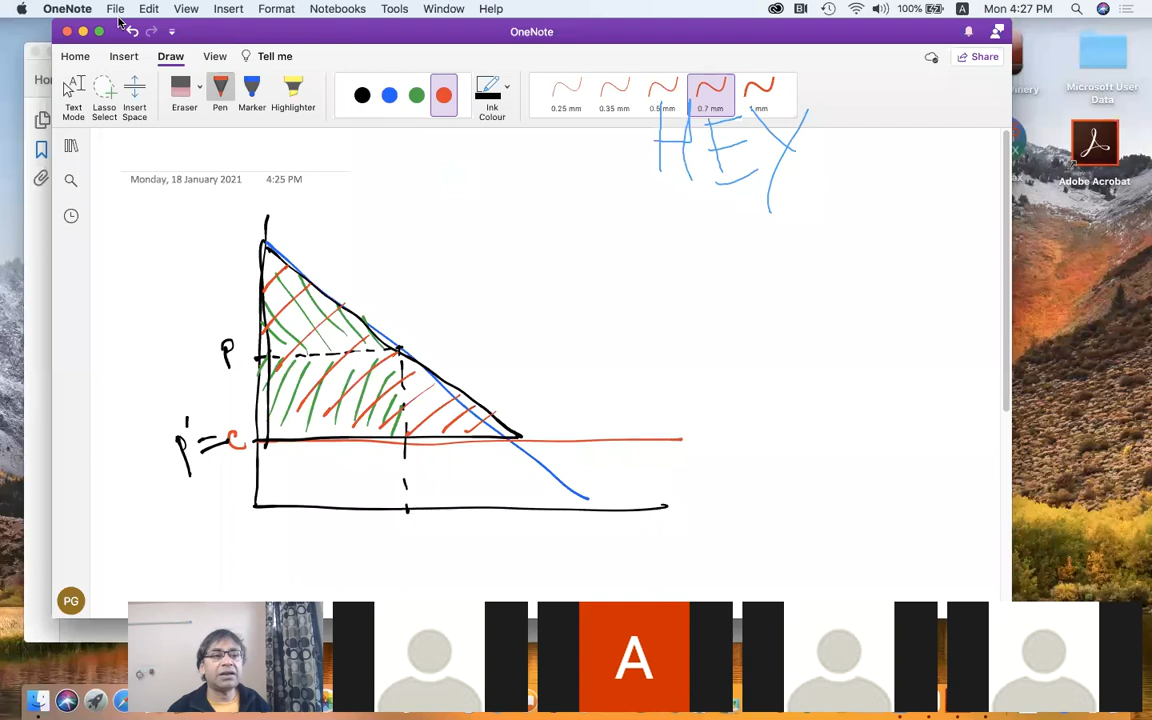 OneNote File Edit View Insert Format Notebooks Tools Window Help 100% A Mon 4:27 PM
OneNote
Home Insert Draw View Tell me Share
Text Mode Lasso Select Insert Space Eraser Pen Marker Highlighter Ink Colour 0.25 mm 0.35 mm 0.5 mm 0.7 mm mm
Microsoft User Data
Adobe Acrobat
HEY
Monday, 18 January 2021 4:25 PM
P
P' = C
PG
A